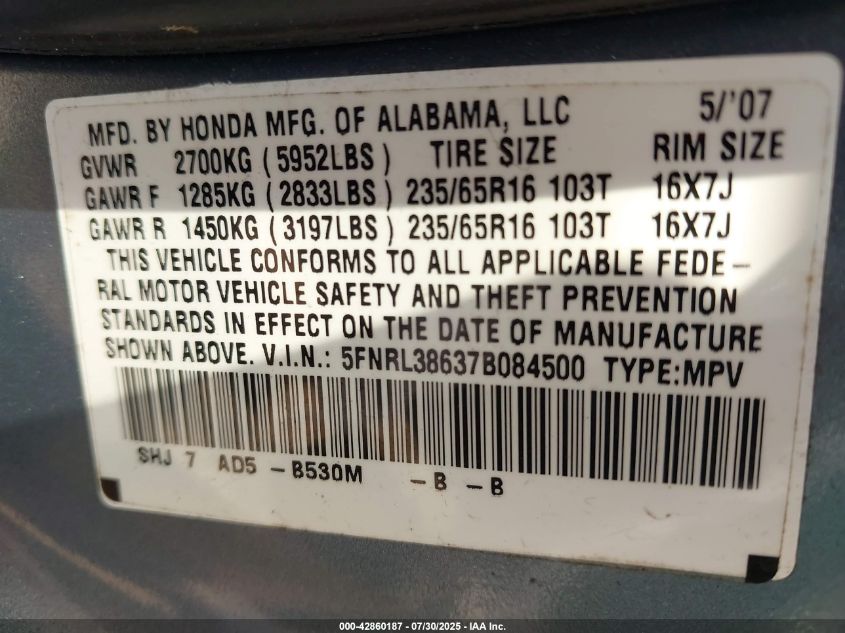 MFD. BY HONDA MFG. OF ALABAMA, LLC 5/'07
GVWR 2700KG (5952LBS) TIRE SIZE RIM SIZE
GAWR F 1285KG (2833LBS) 235/65R16 103T 16X7J
GAWR R 1450KG (3197LBS) 235/65R16 103T 16X7J
THIS VEHICLE CONFORMS TO ALL APPLICABLE FEDE-
RAL MOTOR VEHICLE SAFETY AND THEFT PREVENTION
STANDARDS IN EFFECT ON THE DATE OF MANUFACTURE
SHOWN ABOVE. V.I.N.: 5FNRL38637B084500 TYPE:MPV
SHJ 7 AD5 -B530M -B -B
000-42860187 - 07/30/2025 - IAA Inc.